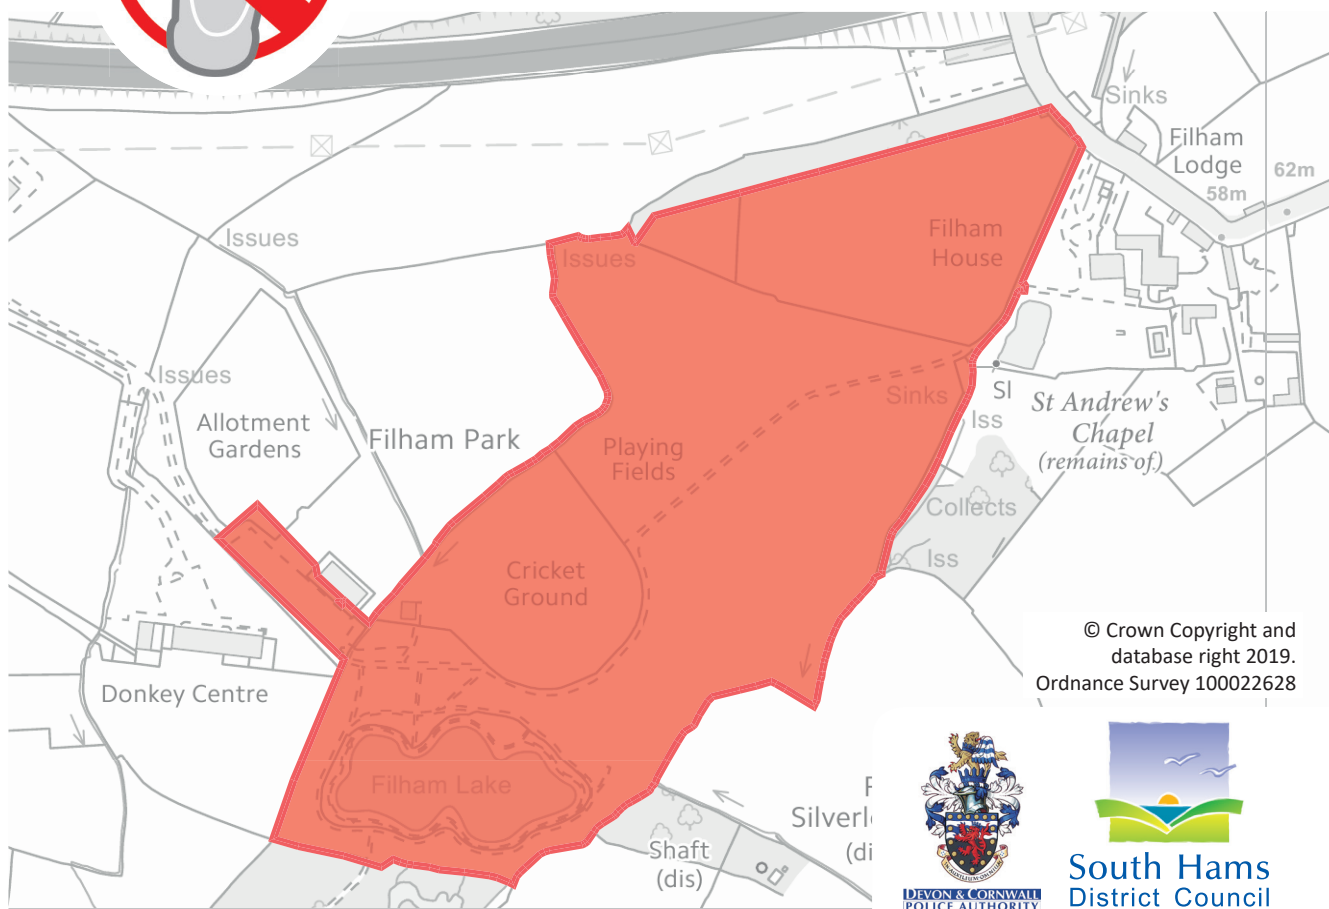 Sinks
Filham
Lodge
62m
58m
Issues
Issues
Filham
House
Issues
Allotment
Gardens
Filham Park
Playing
Fields
Sinks
SI
Iss
St Andrew's
Chapel
(remains of)
Collects
Iss
Cricket
Ground
Donkey Centre
© Crown Copyright and
database right 2019.
Ordnance Survey 100022628
Filham Lake
Shaft
(dis)
DEVON & CORNWALL
POLICE AUTHORITY
South Hams
District Council